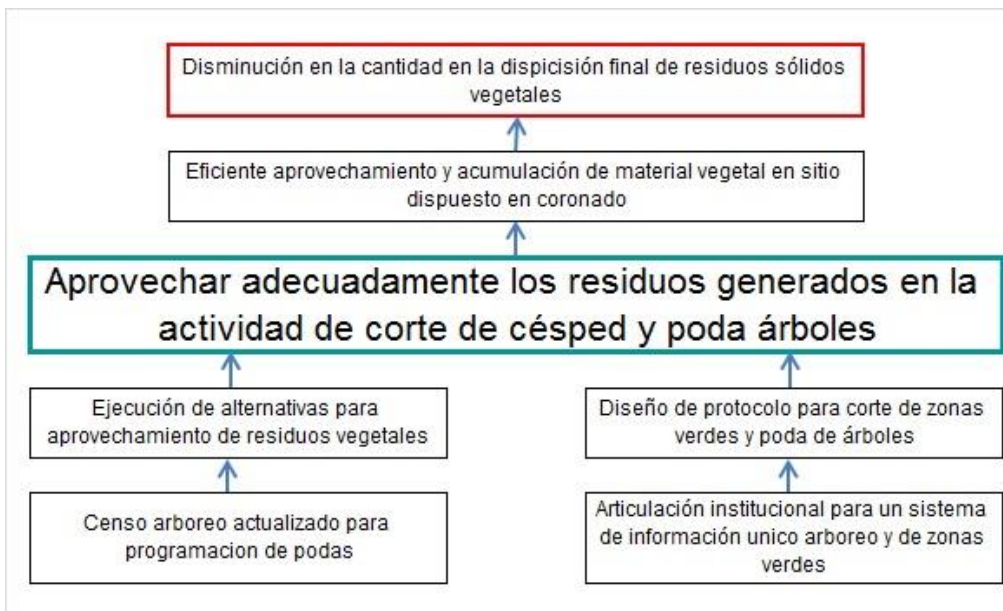 Disminución en la cantidad en la dispicisión final de residuos sólidos
vegetales
Eficiente aprovechamiento y acumulación de material vegetal en sitio
dispuesto en coronado
Aprovechar adecuadamente los residuos generados en la
actividad de corte de césped y poda árboles
Ejecución de alternativas para
aprovechamiento de residuos vegetales
Diseño de protocolo para corte de zonas
verdes y poda de árboles
Censo arboreo actualizado para
programacion de podas
Articulación institucional para un sistema
de información unico arboreo y de zonas
verdes